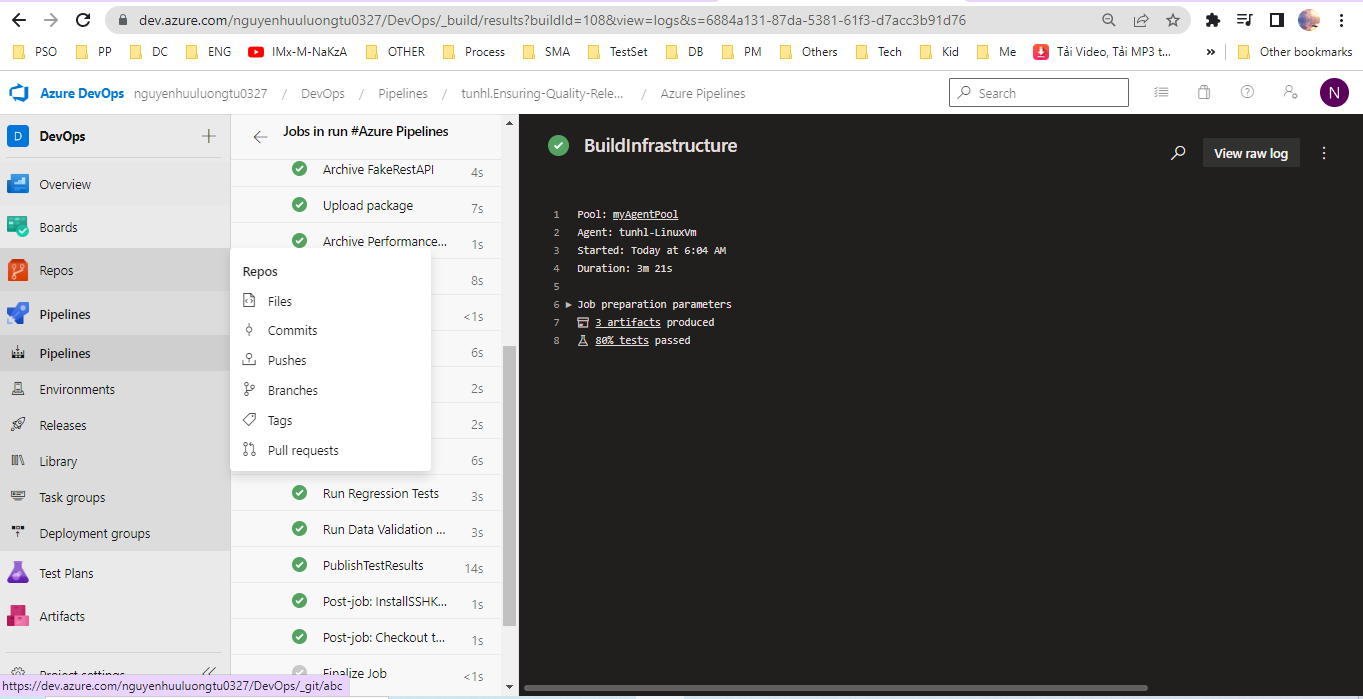 dev.azure.com/nguyenhuuluongtu0327/DevOps/_build/results?buildId=108&view=logs&s=6884a131-87da-5381-61f3-d7acc3b91d76
PSO PP DC ENG IMx-M-NaKzA OTHER Process SMA TestSet DB PM Others Tech Kid Me Tải Video, Tải MP3 t... » Other bookmarks
Azure DevOps nguyenhuuluongtu0327 / DevOps / Pipelines / tunhl.Ensuring-Quality-Rele... / Azure Pipelines Search N
D DevOps
Overview
Boards
Repos
Pipelines
Pipelines
Environments
Releases
Library
Task groups
Deployment groups
Test Plans
Artifacts
Project settings
https://dev.azure.com/nguyenhuuluongtu0327/DevOps/_git/abc
Jobs in run #Azure Pipelines
Archive FakeRestAPI 4s
Upload package 7s
Archive Performance... 1s
8s
<1s
6s
2s
2s
6s
Repos
Files
Commits
Pushes
Branches
Tags
Pull requests
Run Regression Tests 3s
Run Data Validation ... 3s
PublishTestResults 14s
Post-job: InstallSSHK... 1s
Post-job: Checkout t... 1s
Finalize Job <1s
BuildInfrastructure
View raw log
1 Pool: myAgentPool
2 Agent: tunhl-LinuxVm
3 Started: Today at 6:04 AM
4 Duration: 3m 21s
5
6 Job preparation parameters
7 3 artifacts produced
8 80% tests passed